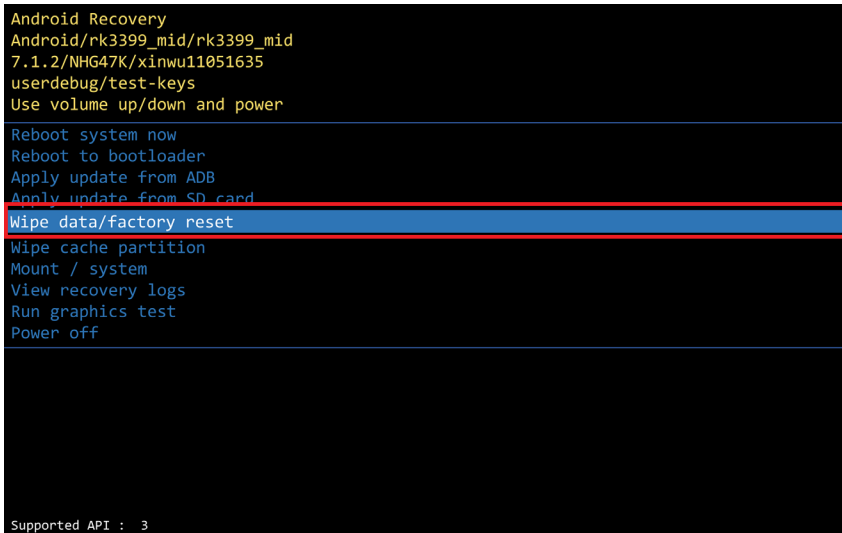 Android Recovery
Android/rk3399_mid/rk3399_mid
7.1.2/NHG47K/xinwu11051635
userdebug/test-keys
Use volume up/down and power
Reboot system now
Reboot to bootloader
Apply update from ADB
Apply update from SD card
Wipe data/factory reset
Wipe cache partition
Mount / system
View recovery logs
Run graphics test
Power off
Supported API : 3